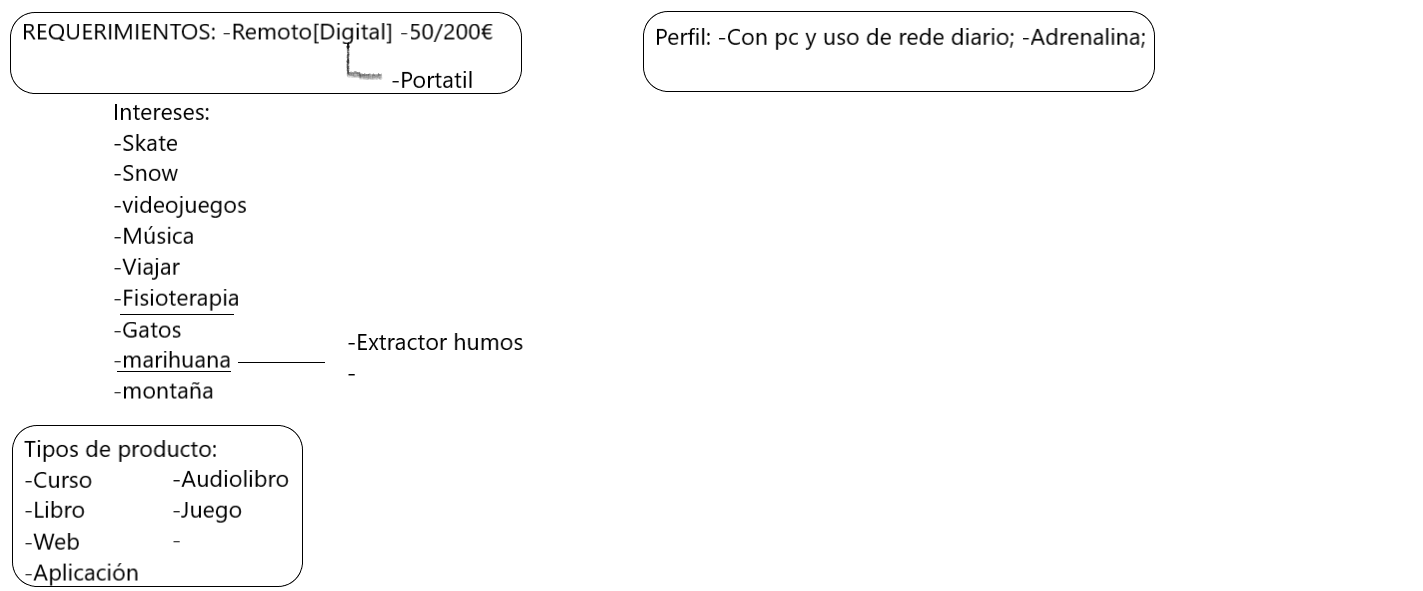 REQUERIMIENTOS: -Remoto[Digital] -50/200€
-Portatil
Perfil: -Con pc y uso de rede diario; -Adrenalina;
Intereses:
-Skate
-Snow
-videojuegos
-Música
-Viajar
-Fisioterapia
-Gatos
-marihuana
-montaña
-Extractor humos
-
Tipos de producto:
-Curso
-Libro
-Web
-Aplicación
-Audiolibro
-Juego
-